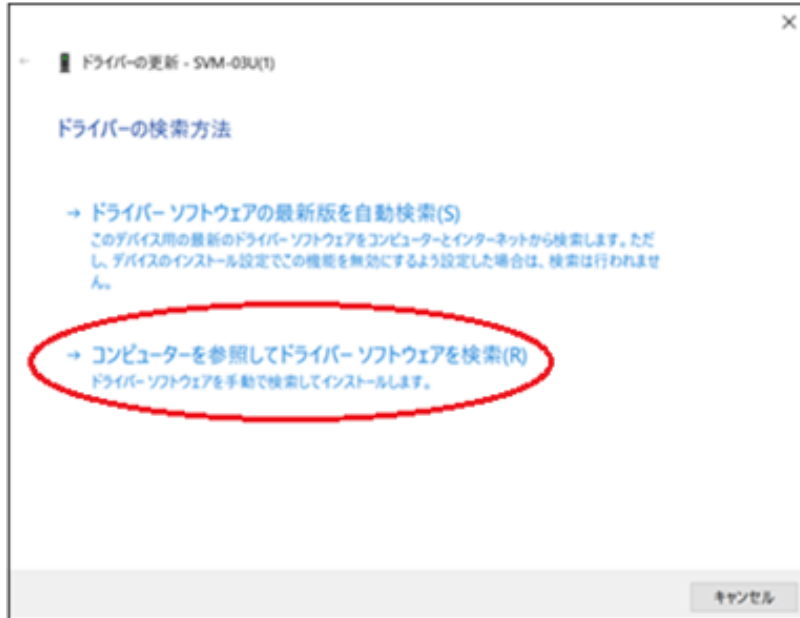 ドライバーの更新 - SVM-03U(1)
ドライバーの検索方法
→ ドライバー ソフトウェアの最新版を自動検索(S)
このデバイス用の最新のドライバー ソフトウェアをコンピューターとインターネットから検索します。ただ
し、デバイスのインストール設定でこの機能を無効にするよう設定した場合は、検索は行われませ
ん。
→ コンピューターを参照してドライバー ソフトウェアを検索(R)
ドライバー ソフトウェアを手動で検索してインストールします。
キャンセル